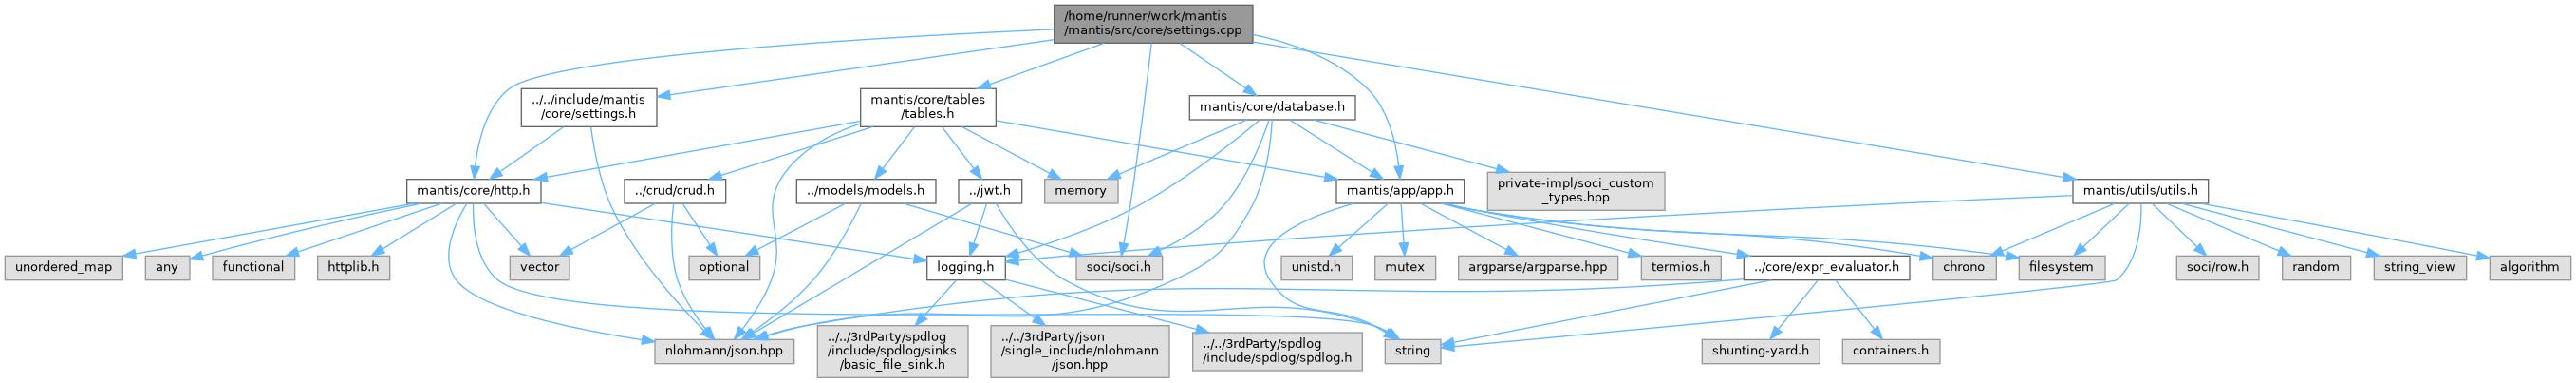 /home/runner/work/mantis
/mantis/src/core/settings.cpp
../../include/mantis
/core/settings.h
mantis/core/tables
/tables.h
mantis/core/database.h
mantis/core/http.h
../crud/crud.h
../models/models.h
../jwt.h
memory
mantis/app/app.h
private-impl/soci_custom
_types.hpp
mantis/utils/utils.h
unordered_map
any
functional
httplib.h
vector
optional
logging.h
soci/soci.h
unistd.h
mutex
argparse/argparse.hpp
termios.h
../core/expr_evaluator.h
chrono
filesystem
soci/row.h
random
string_view
algorithm
nlohmann/json.hpp
../../3rdParty/spdlog
/include/spdlog/sinks
/basic_file_sink.h
../../3rdParty/json
/single_include/nlohmann
/json.hpp
../../3rdParty/spdlog
/include/spdlog/spdlog.h
string
shunting-yard.h
containers.h